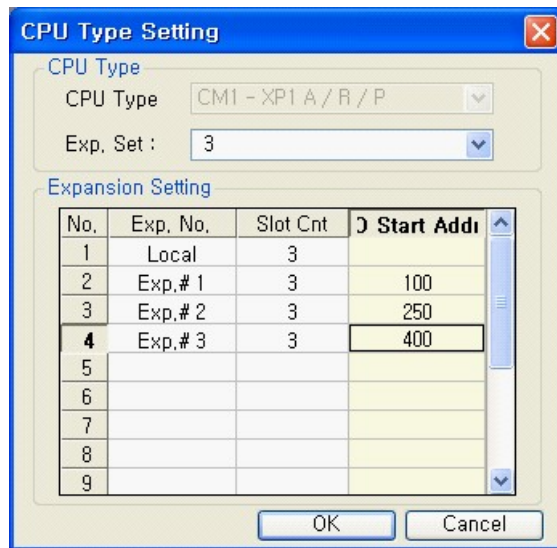 CPU Type Setting
CPU Type
CPU Type CM1 - XP1 A / R / P
Exp. Set : 3
Expansion Setting
No. Exp. No. Slot Cnt Start
1 Local 3
2 Exp.# 1 3 100
3 Exp.# 2 3 250
4 Exp.# 3 3 400
5
6
7
8
9
OK Cancel